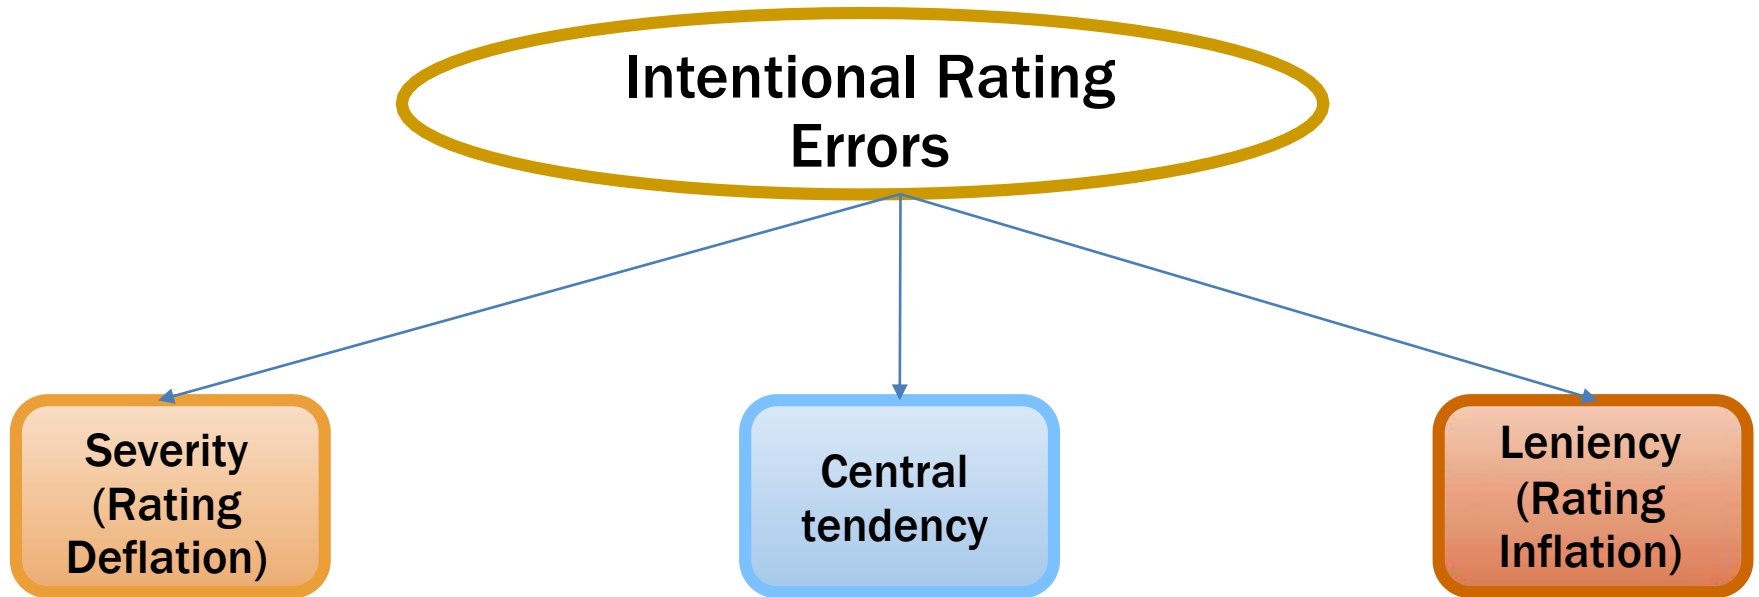 Intentional Rating
Errors
Severity
(Rating
Deflation)
Central
tendency
Leniency
(Rating
Inflation)